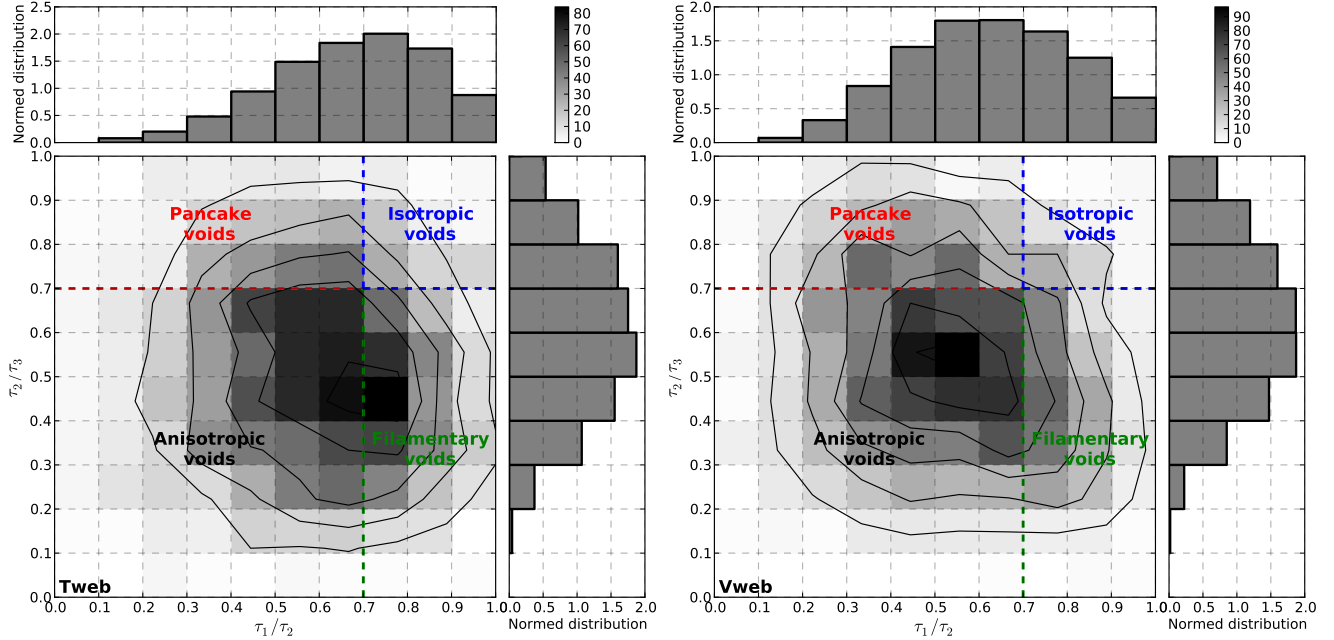 Normed distribution
2.5
2.0
1.5
1.0
0.5
0.0
80
70
60
50
40
30
20
10
0
1.0
0.9
0.8
0.7
0.6
0.5
0.4
0.3
0.2
0.1
0.0
τ2/τ3
Pancake
voids
Isotropic
voids
Anisotropic
voids
Filamentary
voids
Tweb
0.0 0.1 0.2 0.3 0.4 0.5 0.6 0.7 0.8 0.9 1.0
τ1/τ2
0.0 0.5 1.0 1.5 2.0
Normed distribution
Normed distribution
2.0
1.5
1.0
0.5
0.0
90
80
70
60
50
40
30
20
10
0
1.0
0.9
0.8
0.7
0.6
0.5
0.4
0.3
0.2
0.1
0.0
τ2/τ3
Pancake
voids
Isotropic
voids
Anisotropic
voids
Filamentary
voids
Vweb
0.0 0.1 0.2 0.3 0.4 0.5 0.6 0.7 0.8 0.9 1.0
τ1/τ2
0.0 0.5 1.0 1.5 2.0
Normed distribution